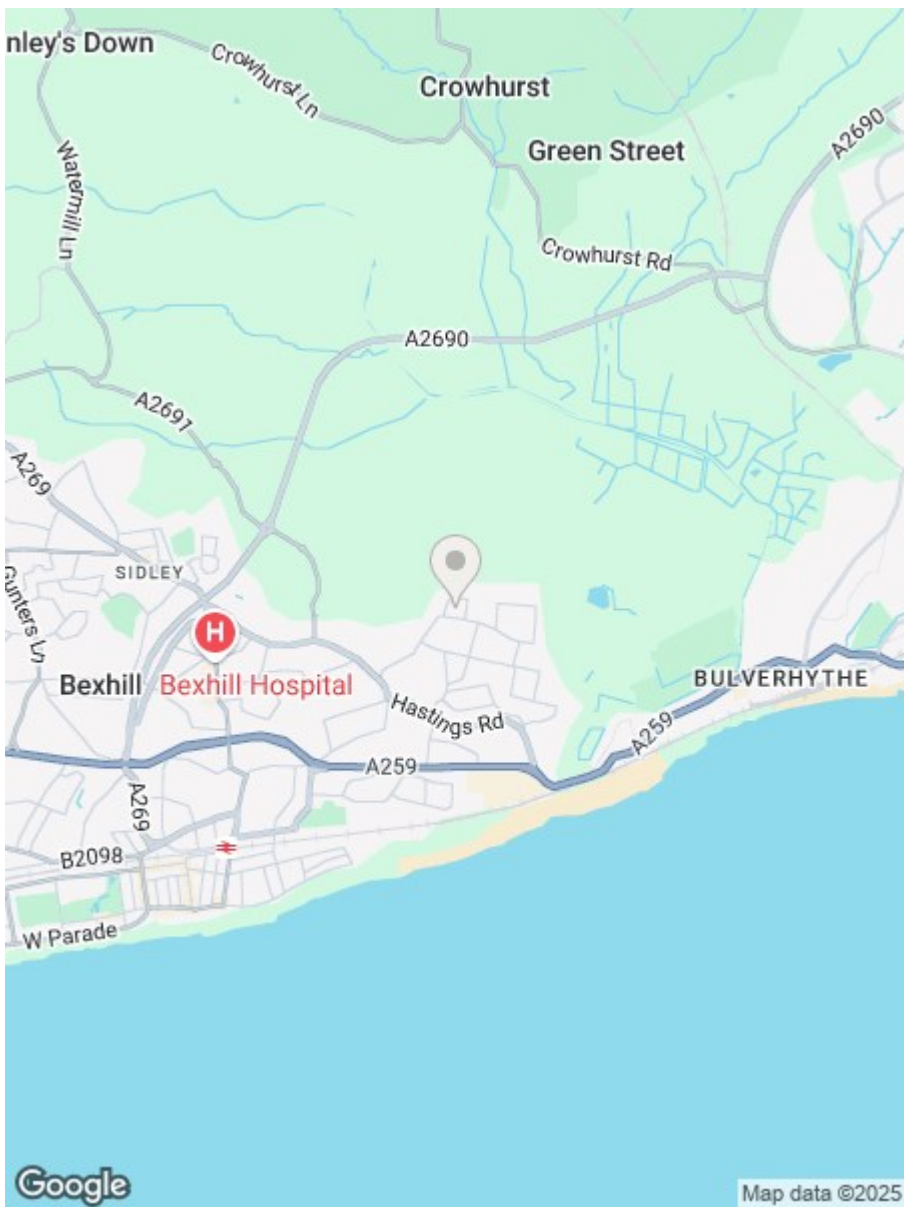 nley's Down
Crowhurst Ln
Crowhurst
Green Street
A2690
Watermill Ln
Crowhurst Rd
A2690
A2691
A269
SIDLEY
Gunters Ln
H
Bexhill
Bexhill Hospital
BULVERHYTHE
Hastings Rd
A259
A259
A269
B2098
W Parade
Google
Map data ©2025